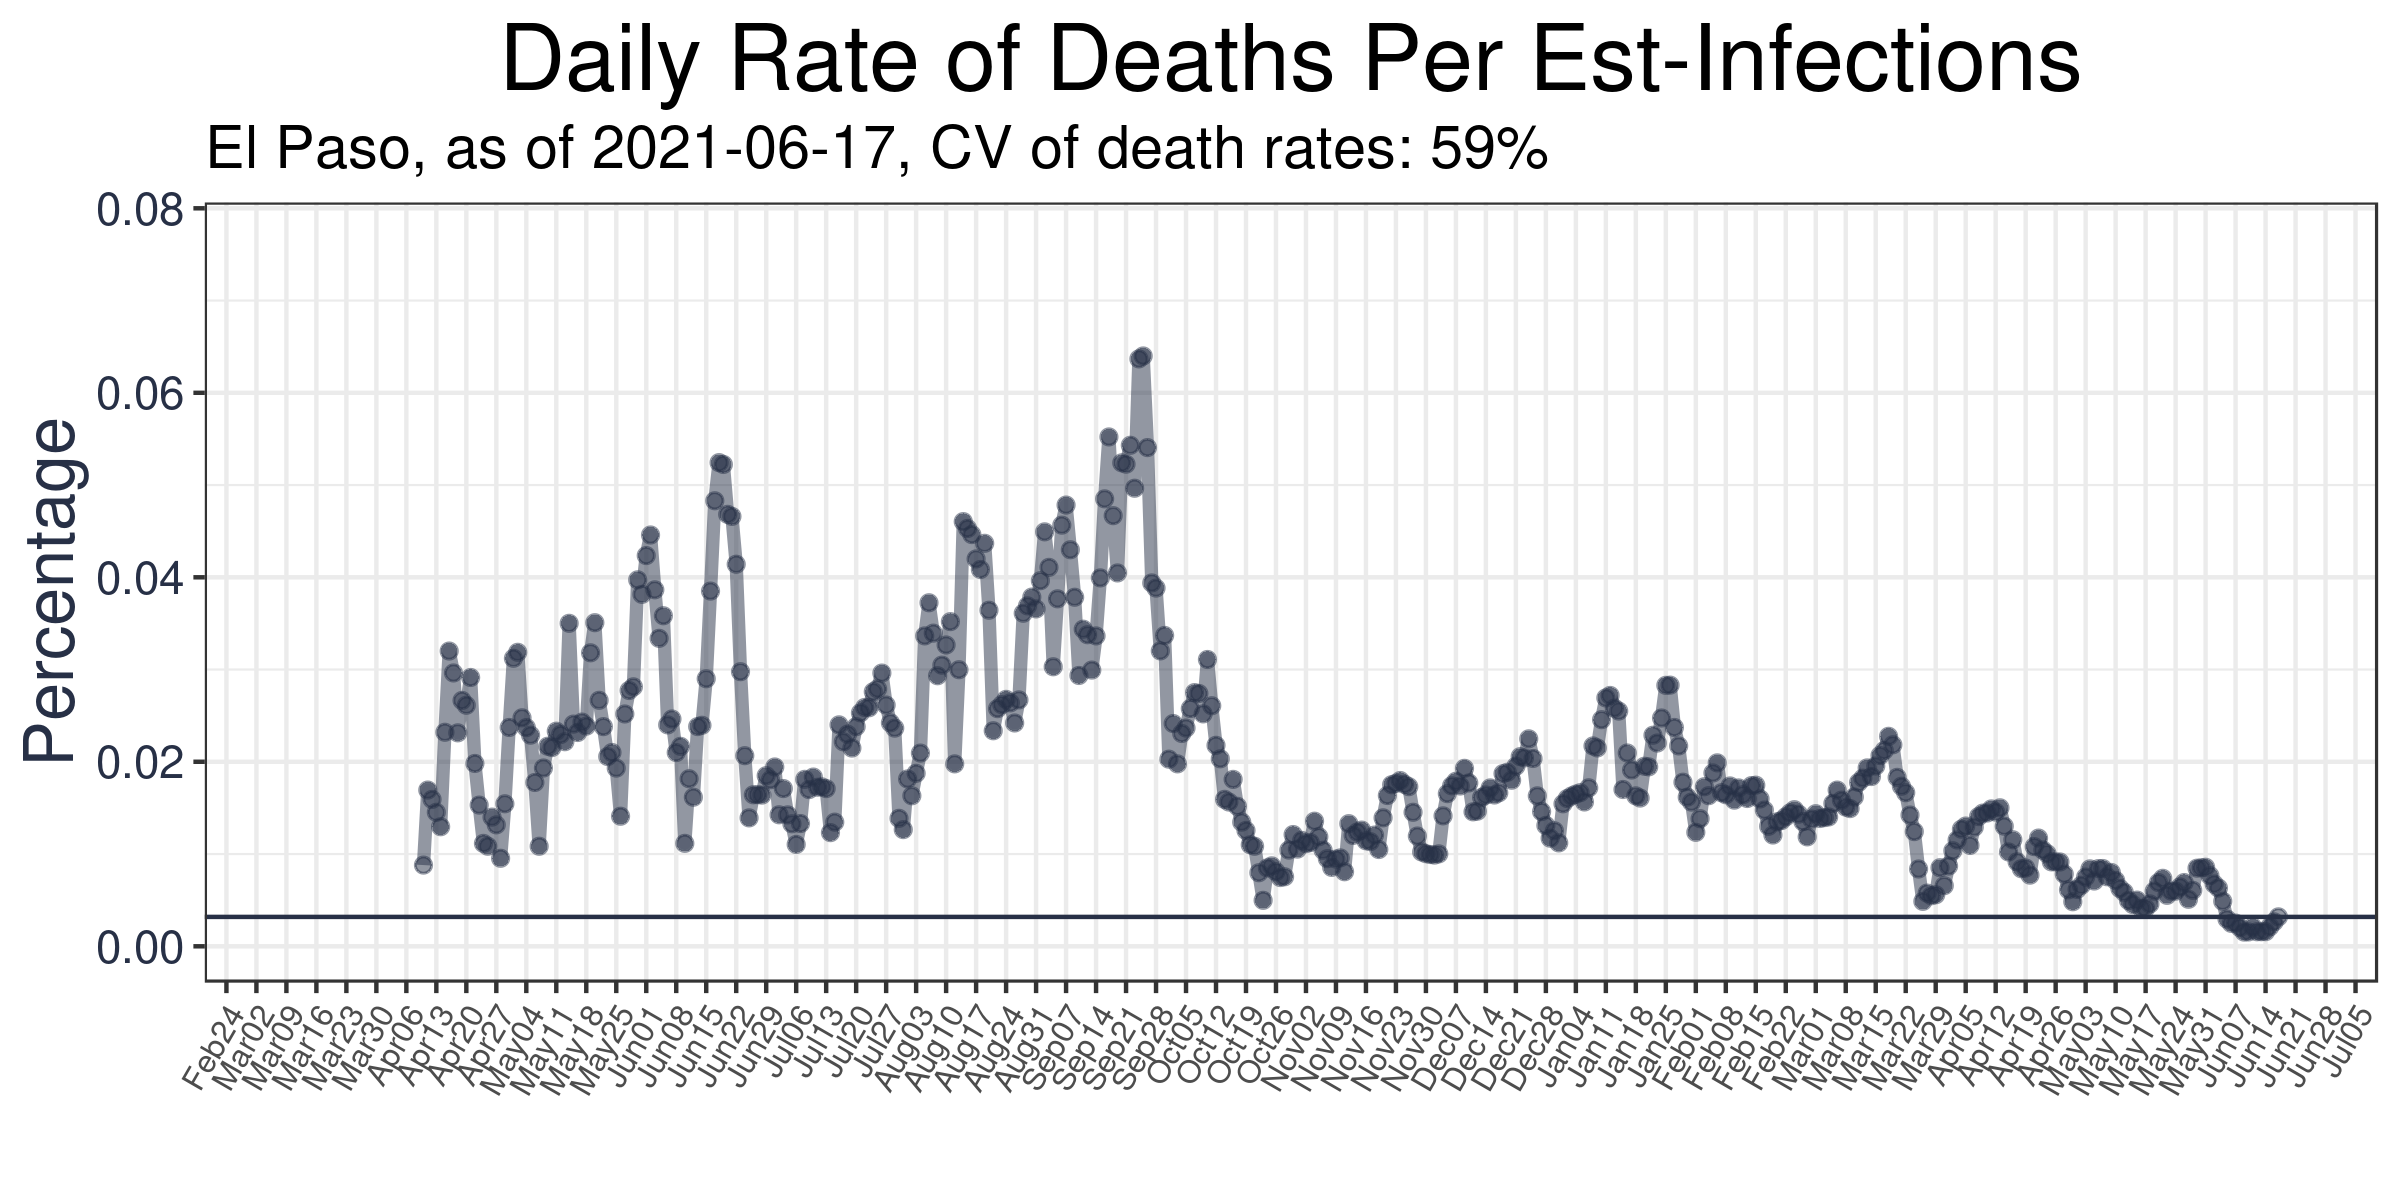 Daily Rate of Deaths Per Est-Infections
El Paso, as of 2021-06-17, CV of death rates: 59%
Percentage
0.08
0.06
0.04
0.02
0.00
Feb24 Mar02 Mar09 Mar16 Mar23 Mar30 Apr06 Apr13 Apr20 Apr27 May04 May11 May18 May25 Jun01 Jun08 Jun15 Jun22 Jun29 Jul06 Jul13 Jul20 Jul27 Aug03 Aug10 Aug17 Aug24 Aug31 Sep07 Sep14 Sep21 Sep28 Oct05 Oct12 Oct19 Oct26 Nov02 Nov09 Nov16 Nov23 Nov30 Dec07 Dec14 Dec21 Dec28 Jan04 Jan11 Jan18 Jan25 Feb01 Feb08 Feb15 Feb22 Mar01 Mar08 Mar15 Mar22 Mar29 Apr05 Apr12 Apr19 Apr26 May03 May10 May17 May24 May31 Jun07 Jun14 Jun21 Jun28 Jul05